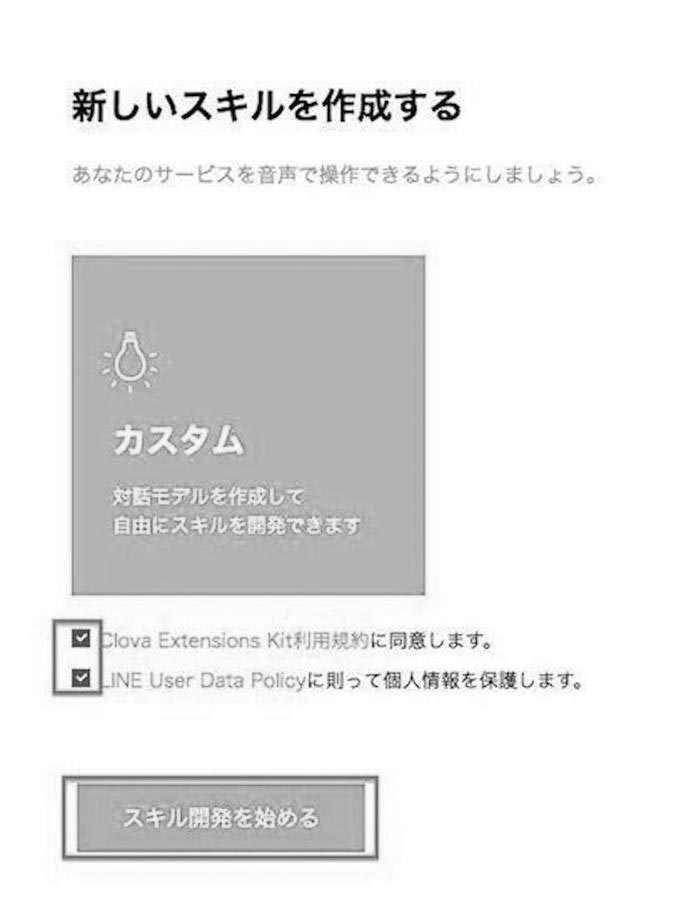 新しいスキルを作成する
あなたのサービスを音声で操作できるようにしましょう。
カスタム
対話モデルを作成して
自由にスキルを開発できます
Clova Extensions Kit利用規約に同意します。
LINE User Data Policyに則って個人情報を保護します。
スキル開発を始める